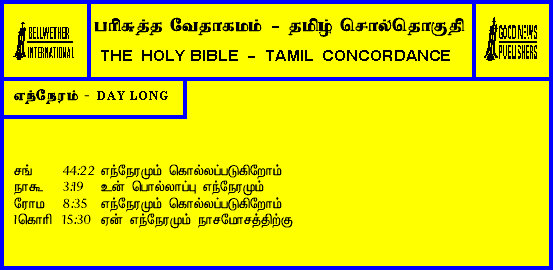 BELLWETHER
INTERNATIONAL
பரிசுத்த வேதாகமம் - தமிழ் சொல்தொகுதி
THE HOLY BIBLE - TAMIL CONCORDANCE
GOOD NEWS
PUBLISHERS
எந்நேரம் - DAY LONG
சங் 44:22 எந்நேரமும் கொல்லப்படுகிறோம்
நாகூ 3:19 உன் பொல்லாப்பு எந்நேரமும்
ரோம 8:35 எந்நேரமும் கொல்லப்படுகிறோம்
1கொரி 15:30 ஏன் எந்நேரமும் நாசமோசத்திற்கு